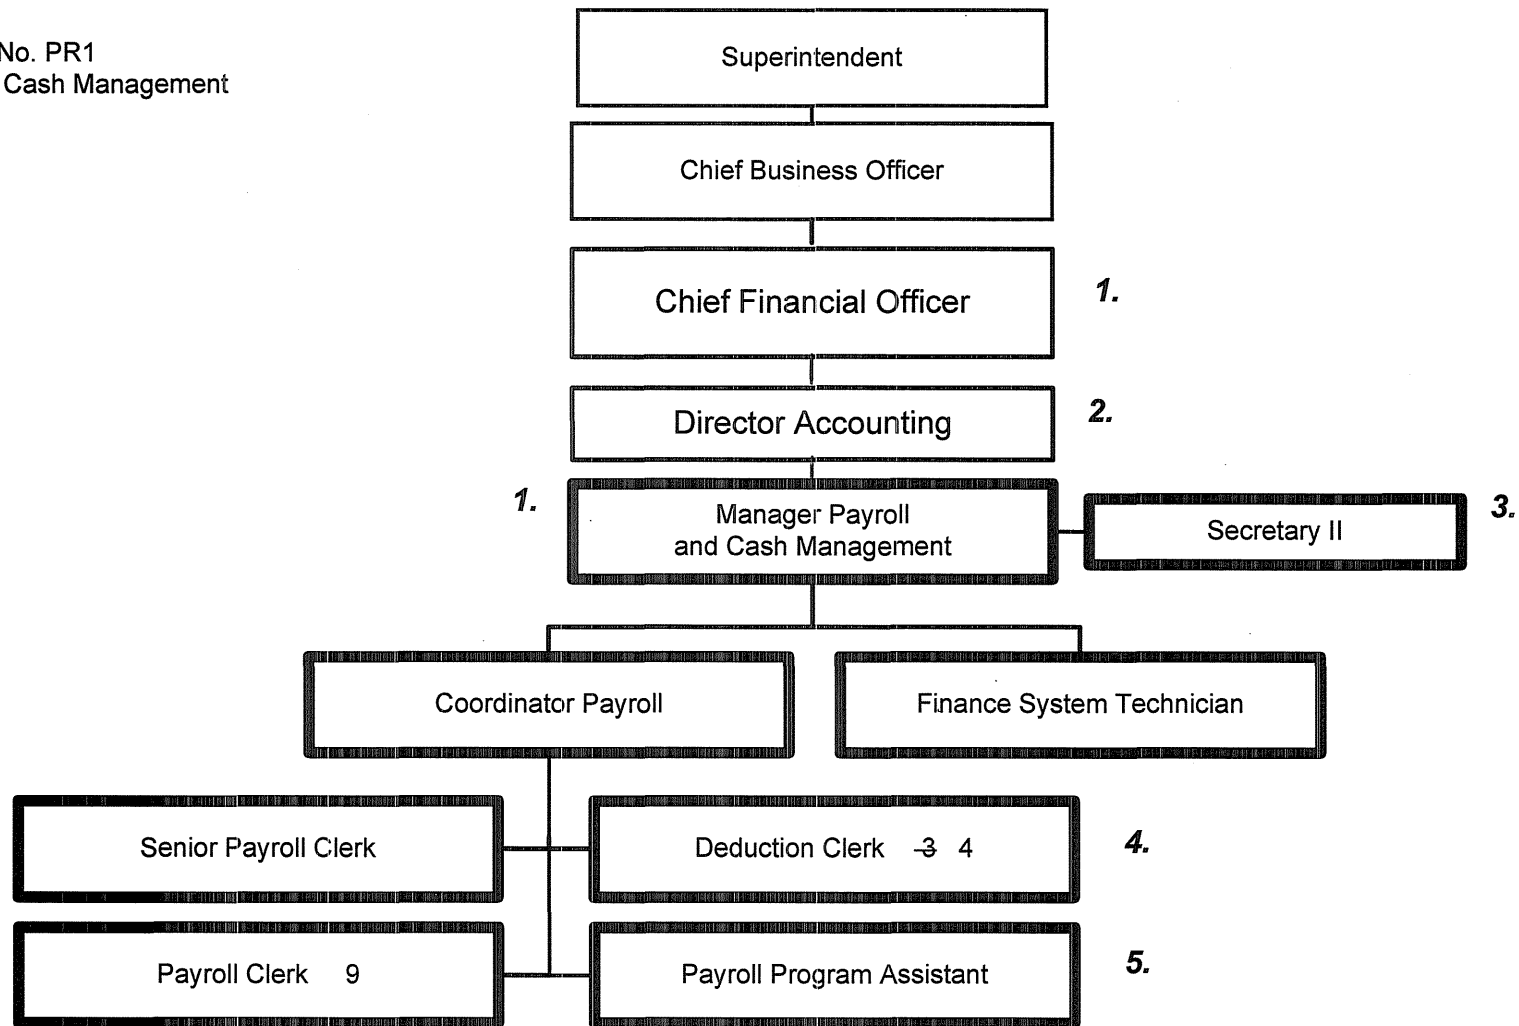 No. PR1
Cash Management
Superintendent
Chief Business Officer
Chief Financial Officer 1.
Director Accounting 2.
1. Manager Payroll
and Cash Management
Secretary II 3.
Coordinator Payroll
Finance System Technician
Senior Payroll Clerk
Deduction Clerk 3 4 4.
Payroll Clerk 9
Payroll Program Assistant 5.